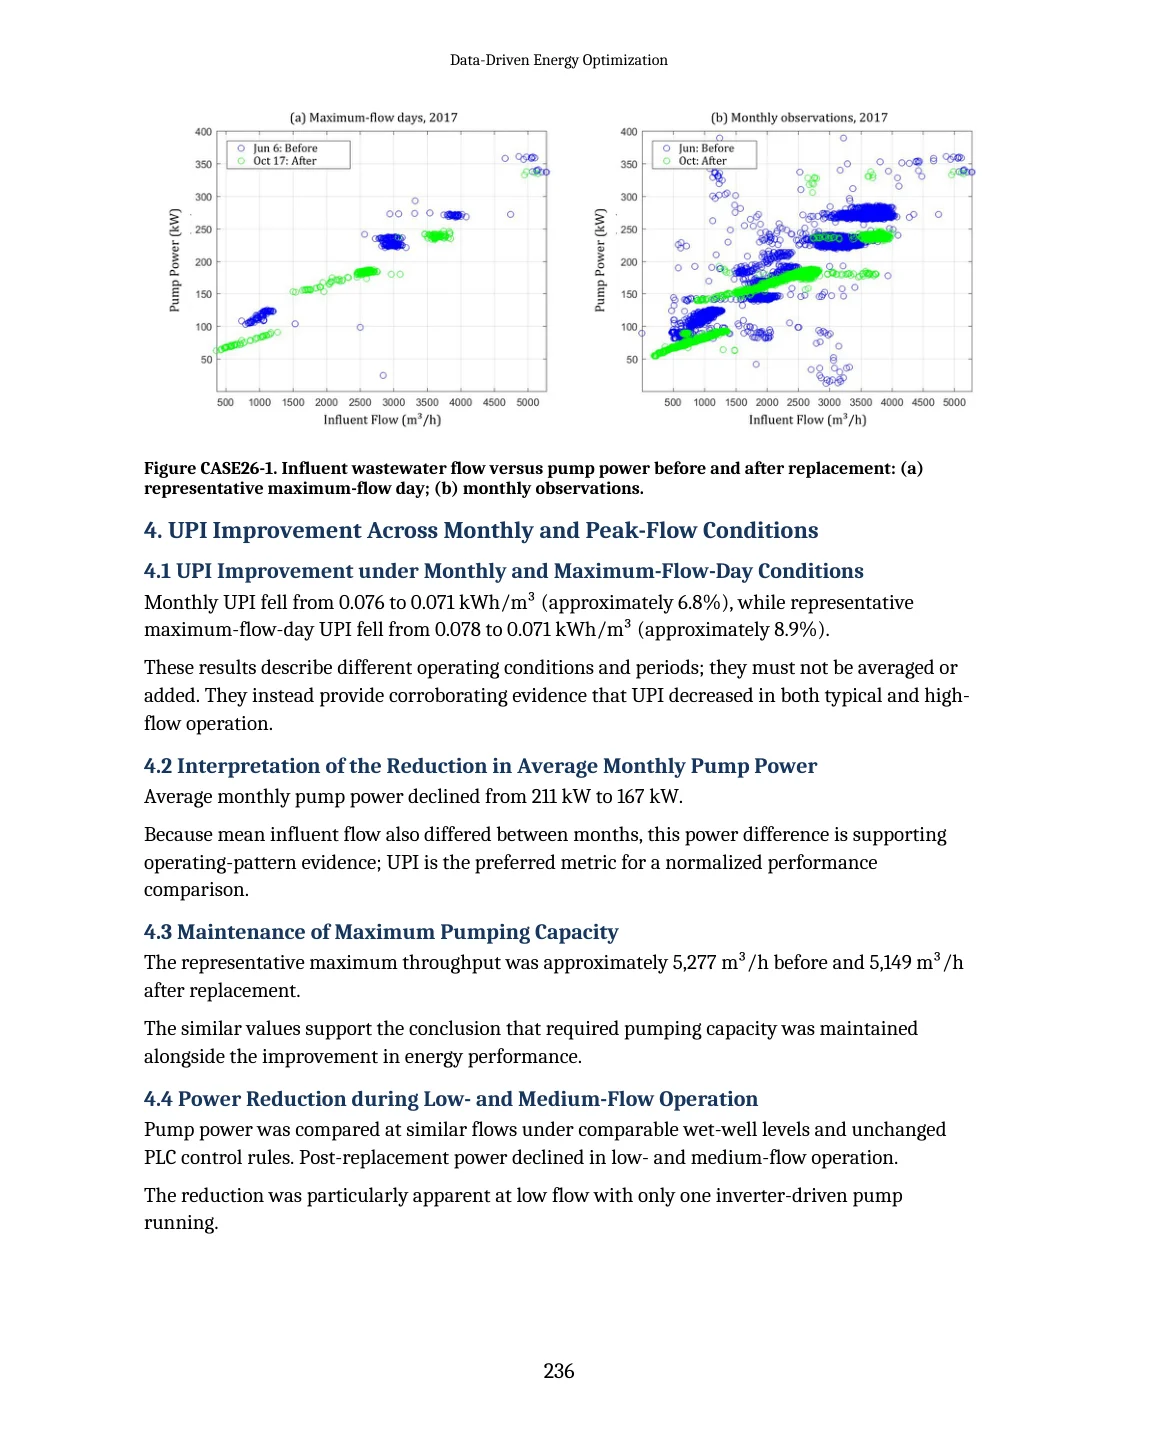 Data-Driven Energy Optimization
(a) Maximum-flow days, 2017
400
350
300
250
200
150
100
50
Pump Power (kW)
Jun 6: Before
Oct 17: After
500 1000 1500 2000 2500 3000 3500 4000 4500 5000
Influent Flow (m³/h)
(b) Monthly observations, 2017
400
350
300
250
200
150
100
50
Pump Power (kW)
Jun: Before
Oct: After
500 1000 1500 2000 2500 3000 3500 4000 4500 5000
Influent Flow (m³/h)
Figure CASE26-1. Influent wastewater flow versus pump power before and after replacement: (a)
representative maximum-flow day; (b) monthly observations.
4. UPI Improvement Across Monthly and Peak-Flow Conditions
4.1 UPI Improvement under Monthly and Maximum-Flow-Day Conditions
Monthly UPI fell from 0.076 to 0.071 kWh/m³ (approximately 6.8%), while representative
maximum-flow-day UPI fell from 0.078 to 0.071 kWh/m³ (approximately 8.9%).
These results describe different operating conditions and periods; they must not be averaged or
added. They instead provide corroborating evidence that UPI decreased in both typical and high-
flow operation.
4.2 Interpretation of the Reduction in Average Monthly Pump Power
Average monthly pump power declined from 211 kW to 167 kW.
Because mean influent flow also differed between months, this power difference is supporting
operating-pattern evidence; UPI is the preferred metric for a normalized performance
comparison.
4.3 Maintenance of Maximum Pumping Capacity
The representative maximum throughput was approximately 5,277 m³/h before and 5,149 m³/h
after replacement.
The similar values support the conclusion that required pumping capacity was maintained
alongside the improvement in energy performance.
4.4 Power Reduction during Low- and Medium-Flow Operation
Pump power was compared at similar flows under comparable wet-well levels and unchanged
PLC control rules. Post-replacement power declined in low- and medium-flow operation.
The reduction was particularly apparent at low flow with only one inverter-driven pump
running.
236